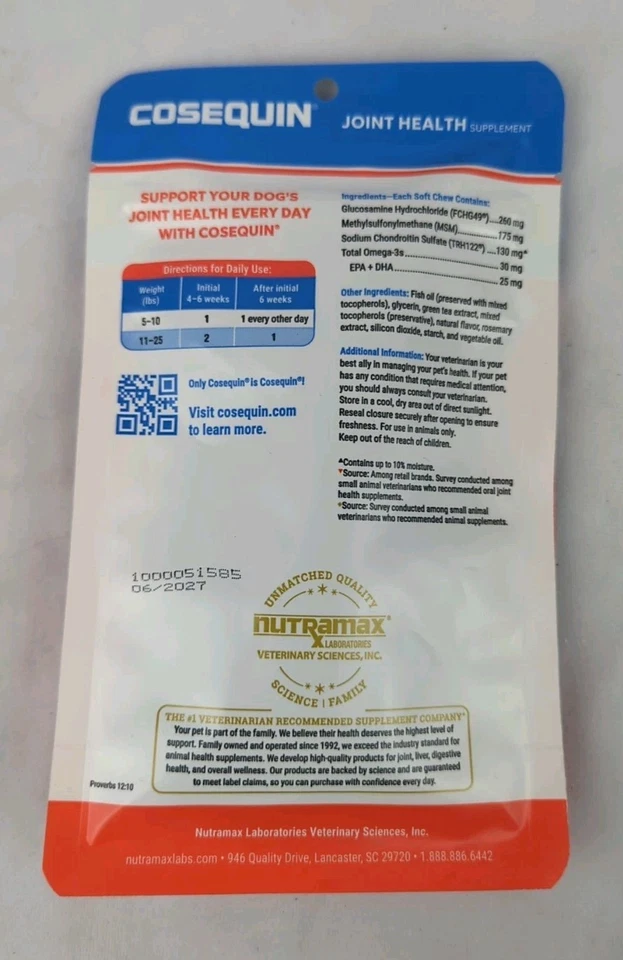 COSEQUIN®
JOINT HEALTH SUPPLEMENT
SUPPORT YOUR DOG'S
JOINT HEALTH EVERY DAY
WITH COSEQUIN®
Directions for Daily Use:
Weight (lbs) Initial 4–6 weeks After initial 6 weeks
5–10 1 1 every other day
11–25 2 1
Only Cosequin® is Cosequin®!
Visit cosequin.com
to learn more.
Ingredients—Each Soft Chew Contains:
Glucosamine Hydrochloride (FCHG49®)....260 mg
Methylsulfonylmethane (MSM)..............175 mg
Sodium Chondroitin Sulfate (TRH122®)...130 mg▲
Total Omega-3s.................................. 30 mg
EPA + DHA.................................... 25 mg
Other Ingredients: Fish oil (preserved with mixed
tocopherols), glycerin, green tea extract, mixed
tocopherols (preservative), natural flavor, rosemary
extract, silicon dioxide, starch, and vegetable oil.
Additional Information: Your veterinarian is your
best ally in managing your pet's health. If your pet
has any condition that requires medical attention,
you should always consult your veterinarian.
Store in a cool, dry area out of direct sunlight.
Reseal closure securely after opening to ensure
freshness. For use in animals only.
Keep out of the reach of children.
▲Contains up to 10% moisture.
▼Source: Among retail brands. Survey conducted among
small animal veterinarians who recommended oral joint
health supplements.
+Source: Survey conducted among small animal
veterinarians who recommended animal supplements.
1000051585
06/2027
UNMATCHED QUALITY
nutramax®
LABORATORIES
VETERINARY SCIENCES, INC.
SCIENCE | FAMILY
THE #1 VETERINARIAN RECOMMENDED SUPPLEMENT COMPANY+
Your pet is part of the family. We believe their health deserves the highest level of
support. Family owned and operated since 1992, we exceed the industry standard for
animal health supplements. We develop high-quality products for joint, liver, digestive
health, and overall wellness. Our products are backed by science and are guaranteed
to meet label claims, so you can purchase with confidence every day.
Proverbs 12:10
Nutramax Laboratories Veterinary Sciences, Inc.
nutramaxlabs.com • 946 Quality Drive, Lancaster, SC 29720 • 1.888.886.6442